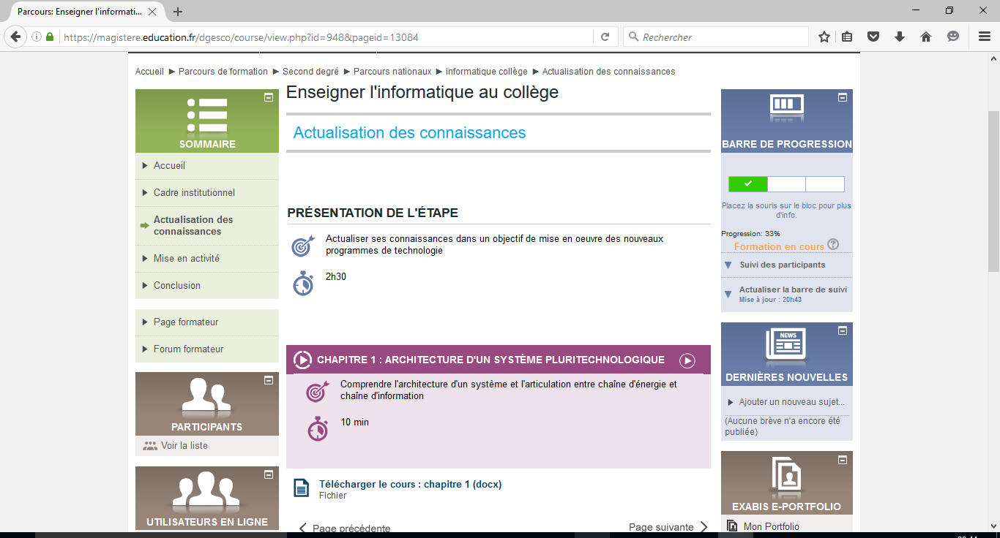 Parcours: Enseigner l'informati...
https://magistere.education.fr/dgesco/course/view.php?id=948&pageid=13084
Rechercher
Accueil ▶ Parcours de formation ▶ Second degré ▶ Parcours nationaux ▶ informatique collège ▶ Actualisation des connaissances
SOMMAIRE
Accueil
Cadre institutionnel
Actualisation des
connaissances
Mise en activité
Conclusion
Page formateur
Forum formateur
PARTICIPANTS
Voir la liste
UTILISATEURS EN LIGNE
Enseigner l'informatique au collège
Actualisation des connaissances
PRÉSENTATION DE L'ÉTAPE
Actualiser ses connaissances dans un objectif de mise en oeuvre des nouveaux
programmes de technologie
2h30
CHAPITRE 1 : ARCHITECTURE D'UN SYSTÈME PLURITECHNOLOGIQUE
Comprendre l'architecture d'un système et l'articulation entre chaîne d'énergie et
chaîne d'information
10 min
Télécharger le cours : chapitre 1 (docx)
Fichier
Page précédente
Page suivante
BARRE DE PROGRESSION
Placez la souris sur le bloc pour plus
d'info.
Progression: 33%
Formation en cours
Suivi des participants
Actualiser la barre de suivi
Mise à jour : 20h43
NEWS
DERNIÈRES NOUVELLES
Ajouter un nouveau sujet...
(Aucune brève n'a encore été
publiée)
EXABIS E-PORTFOLIO
Mon Portfolio